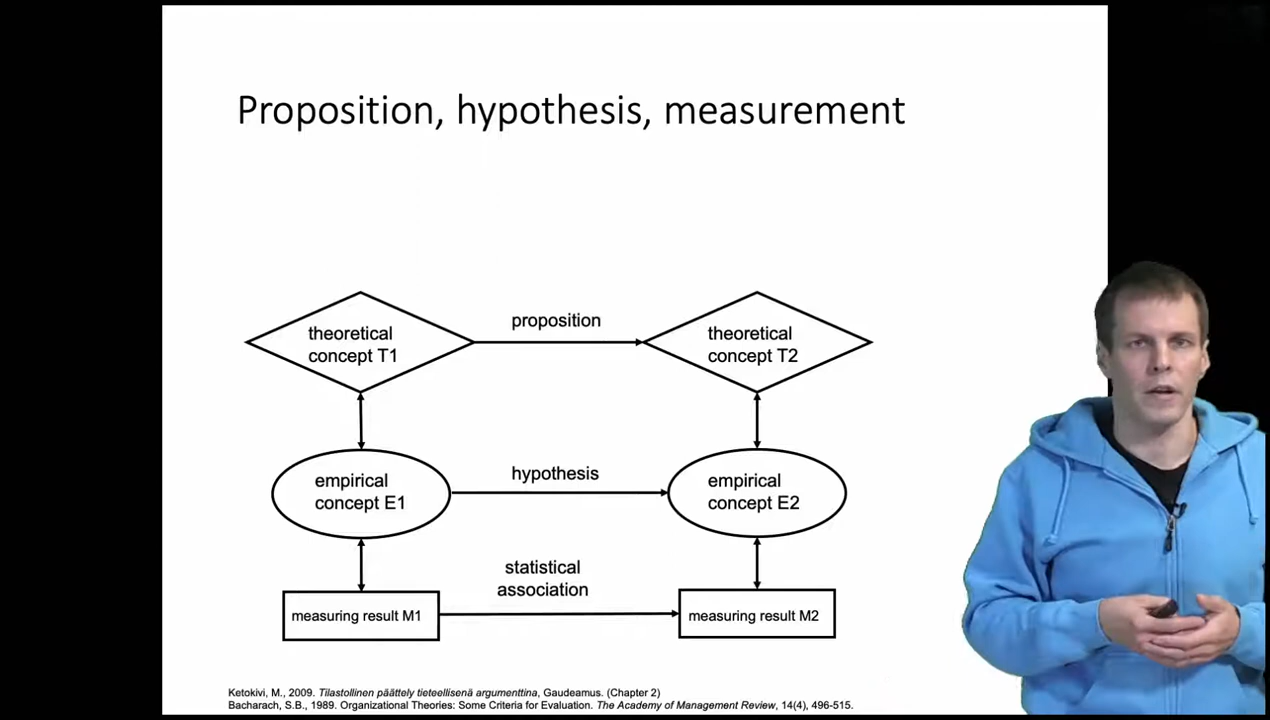 Proposition, hypothesis, measurement
theoretical
concept T1
proposition
theoretical
concept T2
empirical
concept E1
hypothesis
empirical
concept E2
statistical
association
measuring result M1
measuring result M2
Ketokivi, M., 2009. Tilastollinen päättely tieteellisenä argumenttina, Gaudeamus. (Chapter 2)
Bacharach, S.B., 1989. Organizational Theories: Some Criteria for Evaluation. The Academy of Management Review, 14(4), 496-515.